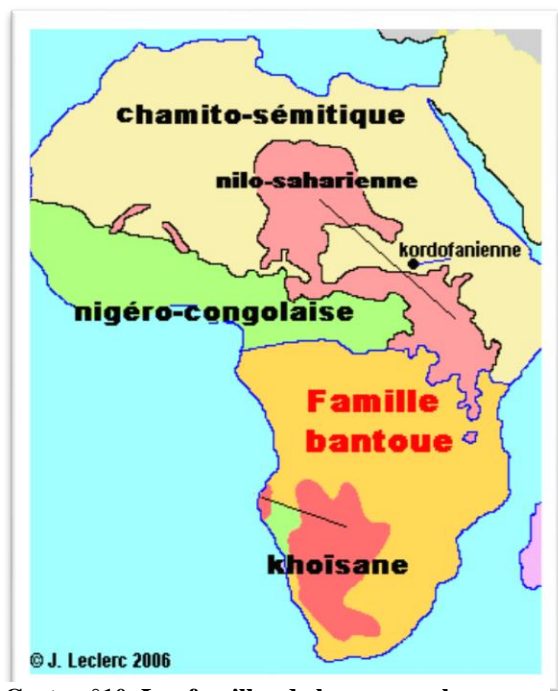 chamito-sémitique
nilo-saharienne
kordofanienne
nigéro-congolaise
Famille
bantoue
khoïsane
© J. Leclerc 2006